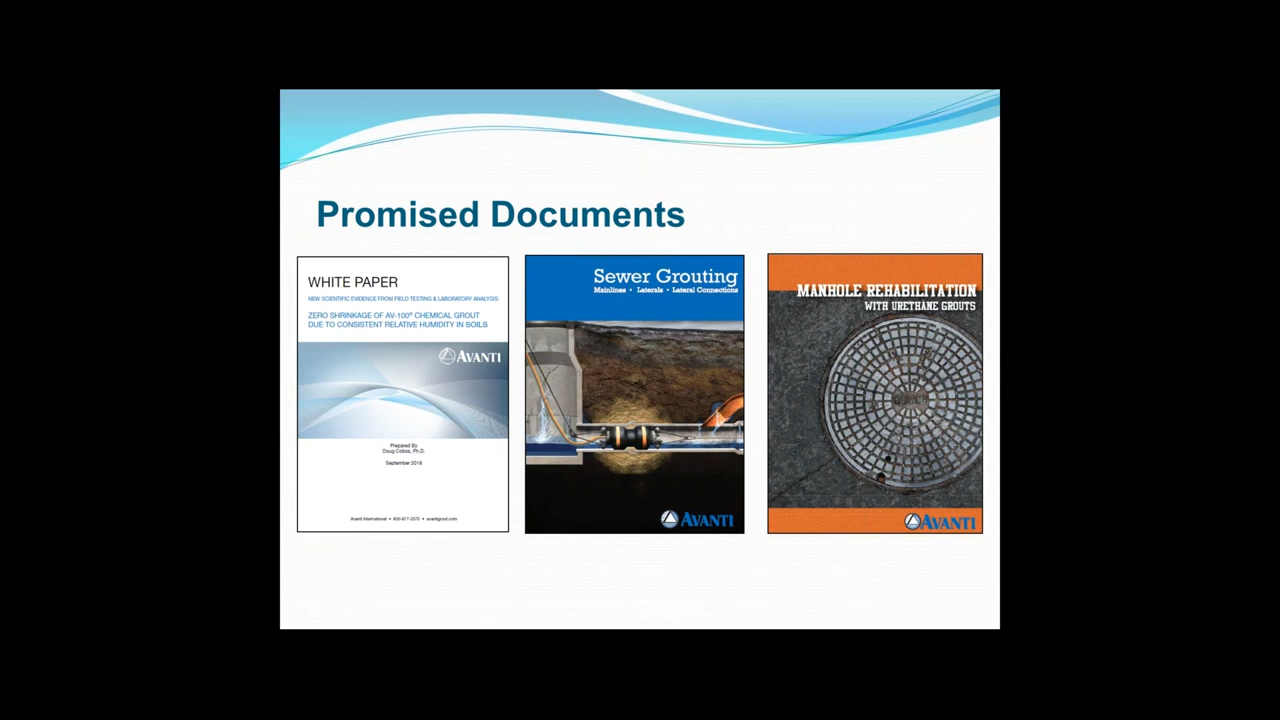 Promised Documents
WHITE PAPER
NEW SCIENTIFIC EVIDENCE FROM FIELD TESTING & LABORATORY ANALYSIS:
ZERO SHRINKAGE OF AV-100® CHEMICAL GROUT
DUE TO CONSISTENT RELATIVE HUMIDITY IN SOILS
AVANTI
Prepared By
Doug Cobos, Ph.D.
September 2018
Avanti International • 800-877-2570 • avantigrout.com
Sewer Grouting
Mainlines • Laterals • Lateral Connections
AVANTI
MANHOLE REHABILITATION
WITH URETHANE GROUTS
SEWER
AVANTI